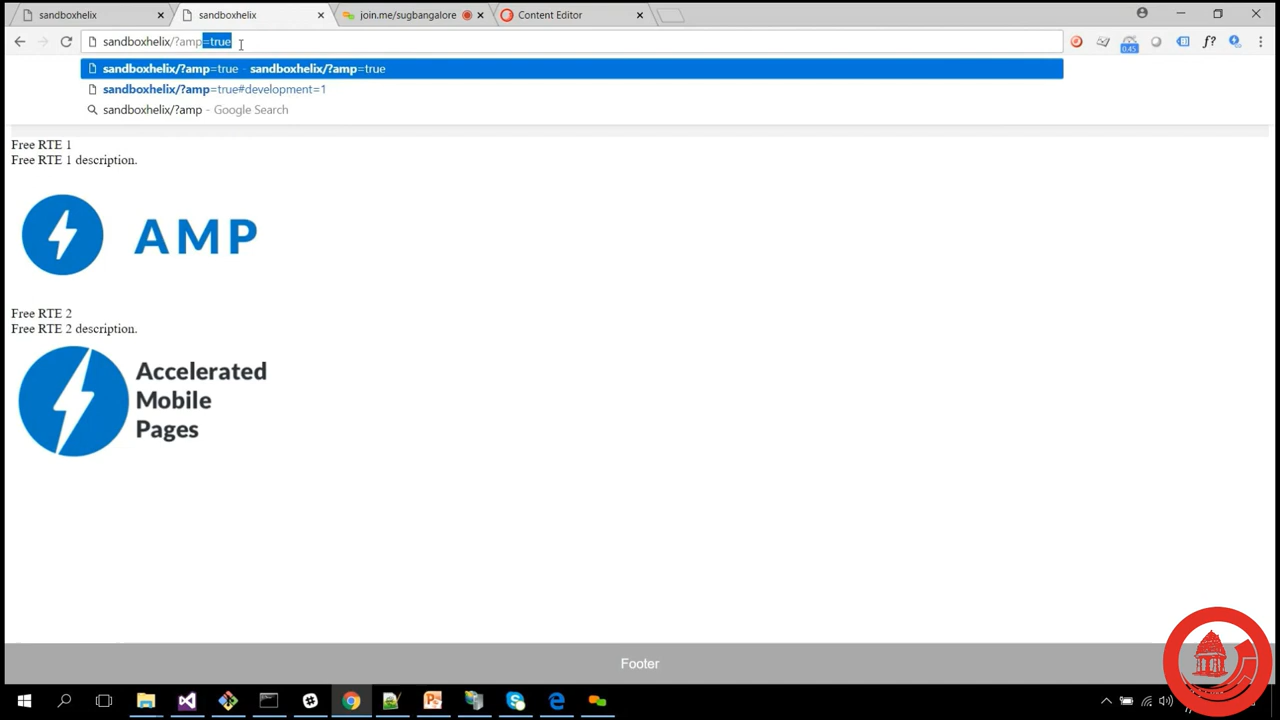 sandboxhelix
sandboxhelix
join.me/sugbangalore
Content Editor
sandboxhelix/?amp=true
0.45
f?
sandboxhelix/?amp=true - sandboxhelix/?amp=true
sandboxhelix/?amp=true#development=1
sandboxhelix/?amp - Google Search
Free RTE 1
Free RTE 1 description.
AMP
Free RTE 2
Free RTE 2 description.
Accelerated
Mobile
Pages
Footer